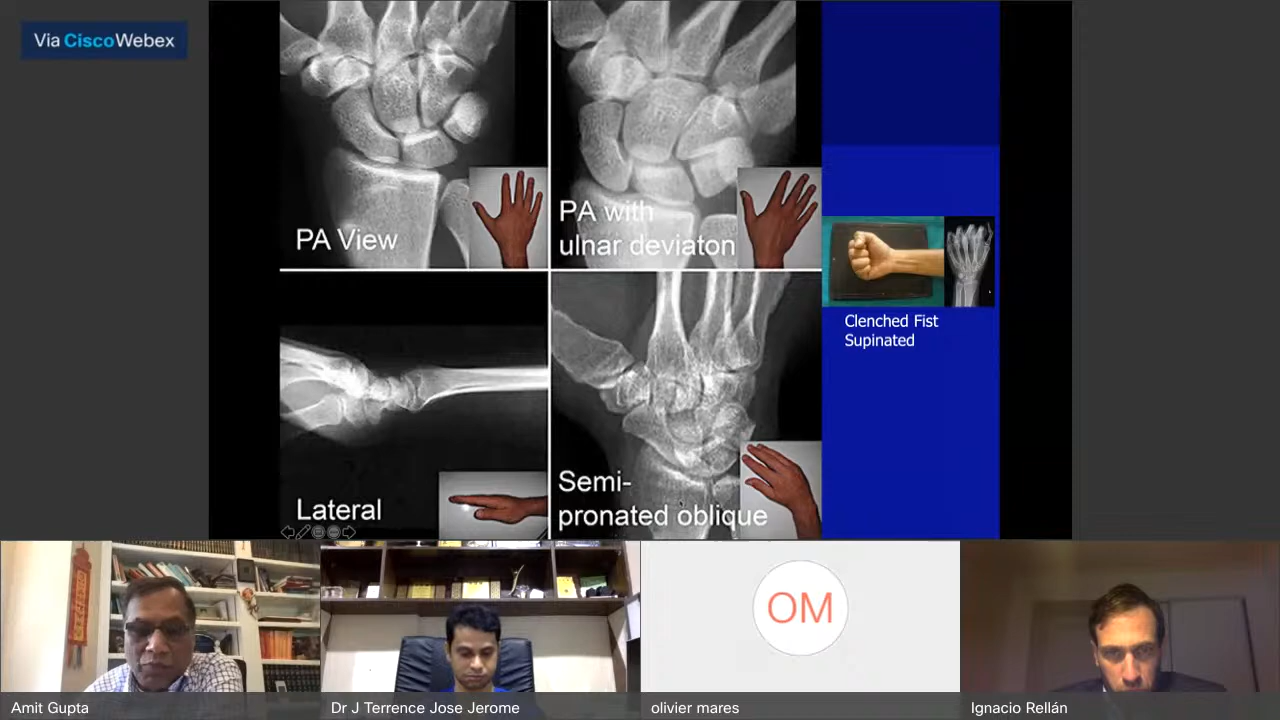 Via CiscoWebex
PA View
PA with
ulnar deviaton
Clenched Fist
Supinated
Lateral
Semi-
pronated oblique
OM
Amit Gupta
Dr J Terrence Jose Jerome
olivier mares
Ignacio Rellán